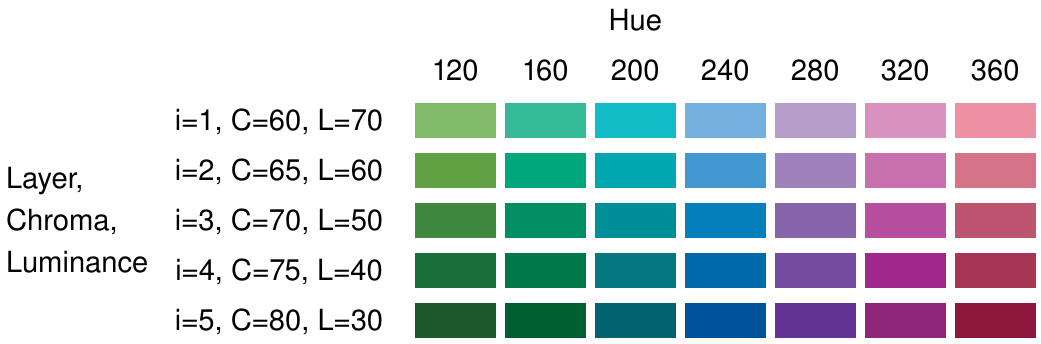 Hue
120 160 200 240 280 320 360
i=1, C=60, L=70
i=2, C=65, L=60
Layer,
i=3, C=70, L=50
Chroma,
i=4, C=75, L=40
Luminance
i=5, C=80, L=30